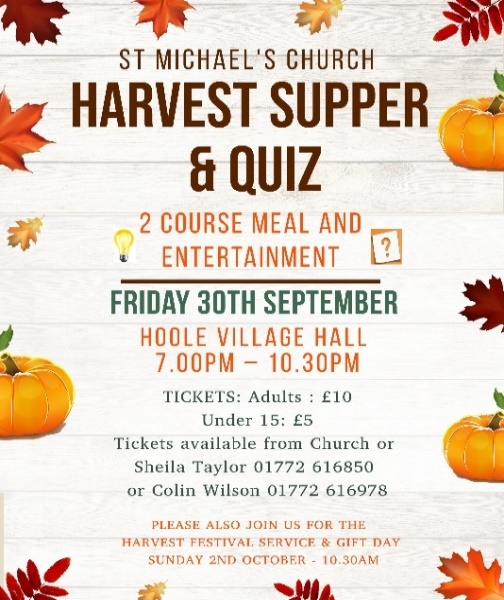 ST MICHAEL'S CHURCH
HARVEST SUPPER
& QUIZ
2 COURSE MEAL AND
ENTERTAINMENT
?
FRIDAY 30TH SEPTEMBER
HOOLE VILLAGE HALL
7.00PM – 10.30PM
TICKETS: Adults : £10
Under 15: £5
Tickets available from Church or
Sheila Taylor 01772 616850
or Colin Wilson 01772 616978
PLEASE ALSO JOIN US FOR THE
HARVEST FESTIVAL SERVICE & GIFT DAY
SUNDAY 2ND OCTOBER - 10.30AM